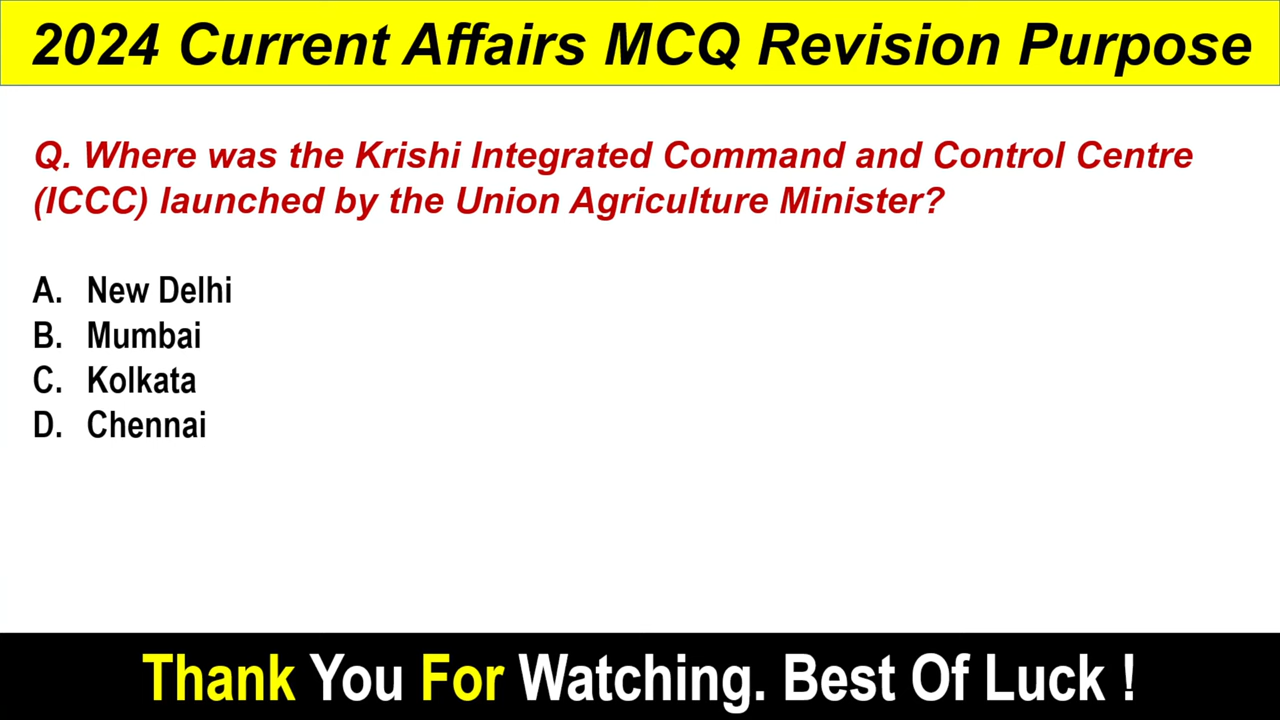 2024 Current Affairs MCQ Revision Purpose
Q. Where was the Krishi Integrated Command and Control Centre
(ICCC) launched by the Union Agriculture Minister?
A. New Delhi
B. Mumbai
C. Kolkata
D. Chennai
Thank You For Watching. Best Of Luck !